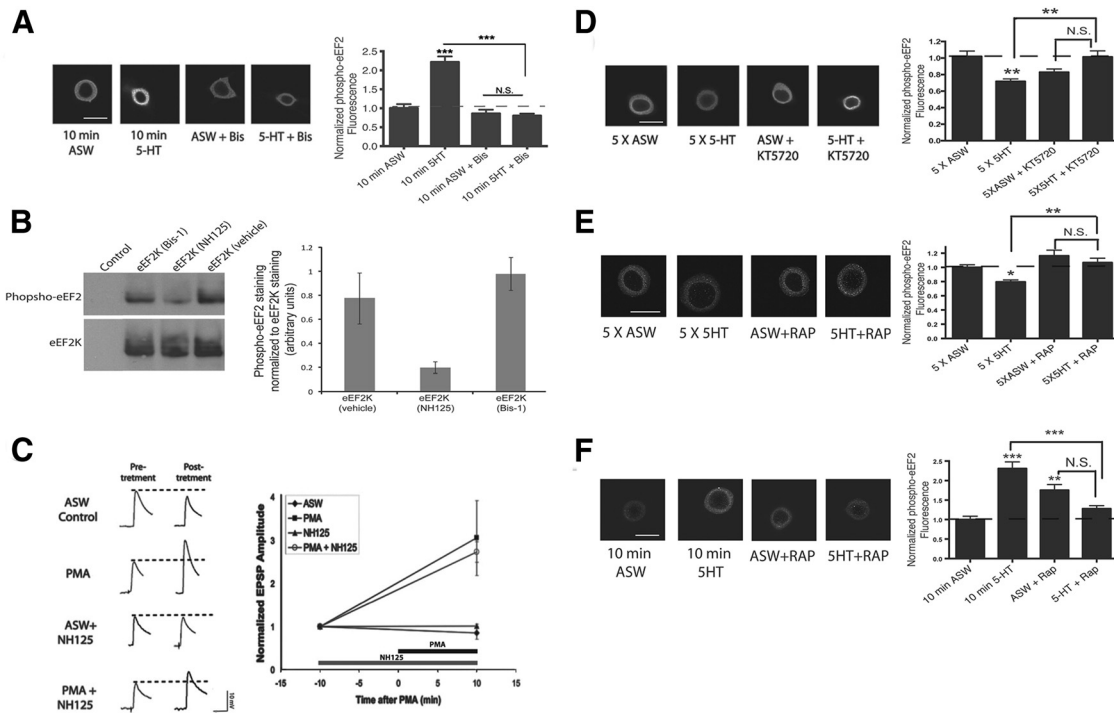 A
10 min
ASW
10 min
5-HT
ASW + Bis
5-HT + Bis
Normalized phospho-eEF2
Fluorescence
2.5
2.0
1.5
1.0
0.5
0.0
***
***
N.S.
10 min ASW
10 min 5HT
10 min ASW + Bis
10 min 5HT + Bis
B
Control
eEF2K (Bis-1)
eEF2K (NH125)
eEF2K (vehicle)
Phopsho-eEF2
eEF2K
Phospho-eEF2 staining
normalized to eEF2K staining
(arbitrary units)
1.2
1
0.8
0.6
0.4
0.2
0
eEF2K
(vehicle)
eEF2K
(NH125)
eEF2K
(Bis-1)
C
Pre-
tretment
Post-
tretment
ASW
Control
PMA
ASW+
NH125
PMA +
NH125
10 mV
Normalized EPSP Amplitude
5
4
3
2
1
0
ASW
PMA
NH125
PMA + NH125
PMA
NH125
-15
-10
-5
0
5
10
15
Time after PMA (min)
D
5 X ASW
5 X 5-HT
ASW +
KT5720
5-HT +
KT5720
Normalized phospho-eEF2
Fluorescence
1.2
1.0
0.8
0.6
0.4
0.2
0.0
**
**
N.S.
5 X ASW
5 X 5HT
5XASW + KT5720
5X5HT + KT5720
E
5 X ASW
5 X 5HT
ASW+RAP
5HT+RAP
Normalized phospho-eEF2
Fluorescence
1.4
1.2
1.0
0.8
0.6
0.4
0.2
0.0
*
**
N.S.
5 X ASW
5 X 5HT
5XASW + RAP
5X5HT + RAP
F
10 min
ASW
10 min
5HT
ASW+RAP
5HT+RAP
Normalized phospho-eEF2
Fluorescence
2.5
2.0
1.5
1.0
0.5
0.0
***
**
***
N.S.
10 min ASW
10 min 5-HT
ASW + Rap
5-HT + Rap